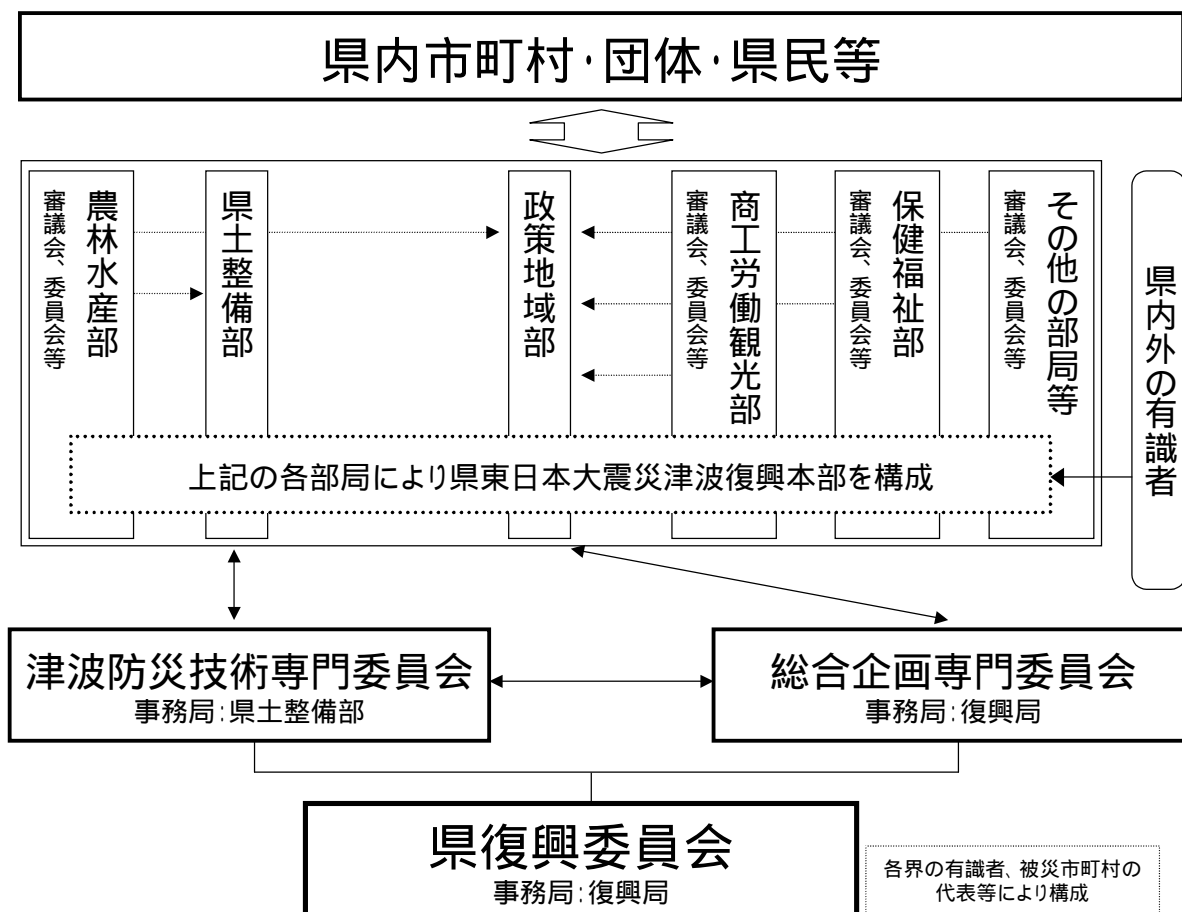 県内市町村・団体・県民等
農林水産部
審議会、委員会等
県土整備部
政策地域部
商工労働観光部
審議会、委員会等
保健福祉部
審議会、委員会等
その他の部局等
審議会、委員会等
県内外の有識者
上記の各部局により県東日本大震災津波復興本部を構成
津波防災技術専門委員会
事務局：県土整備部
総合企画専門委員会
事務局：復興局
県復興委員会
事務局：復興局
各界の有識者、被災市町村の
代表等により構成